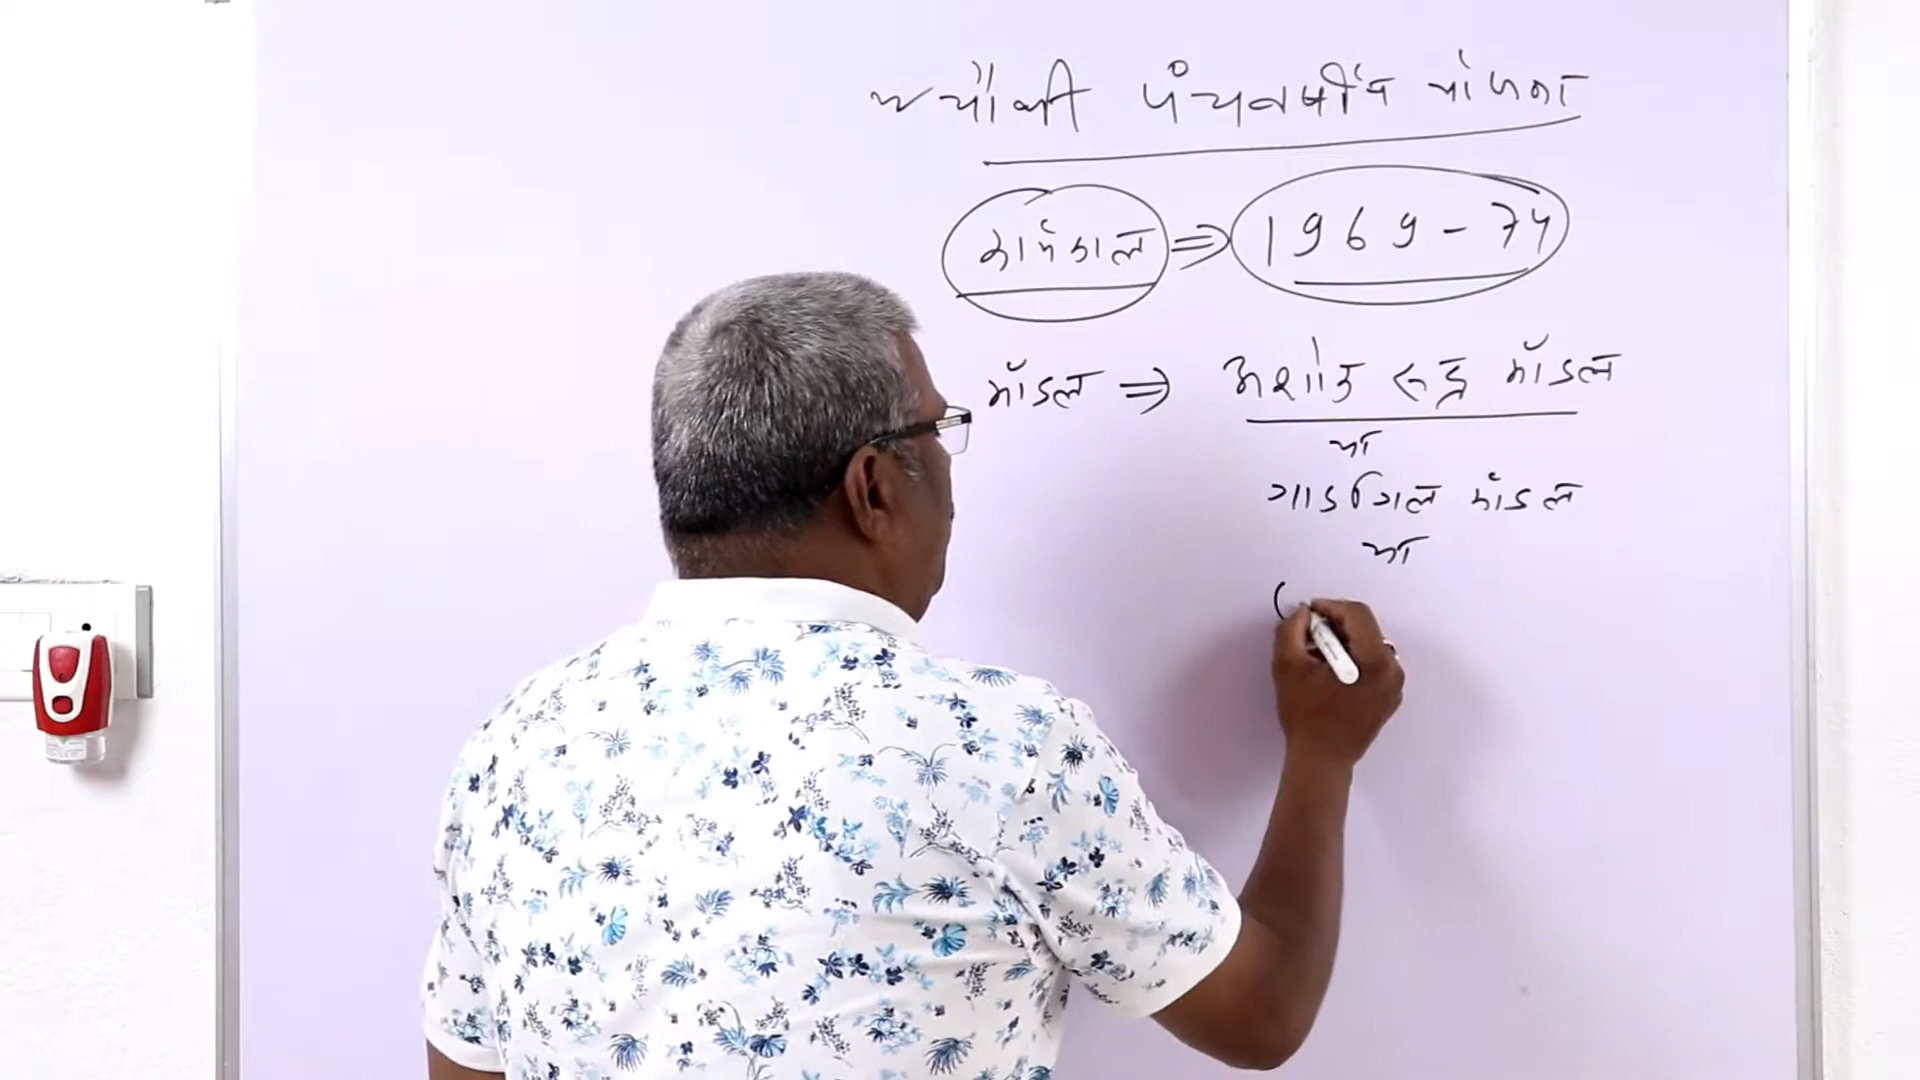 चौथी पंचवर्षीय योजना
कार्यकाल ⇒ 1969-74
मॉडल ⇒ अशोक रूद्र मॉडल
या
गाडगिल मॉडल
या
(